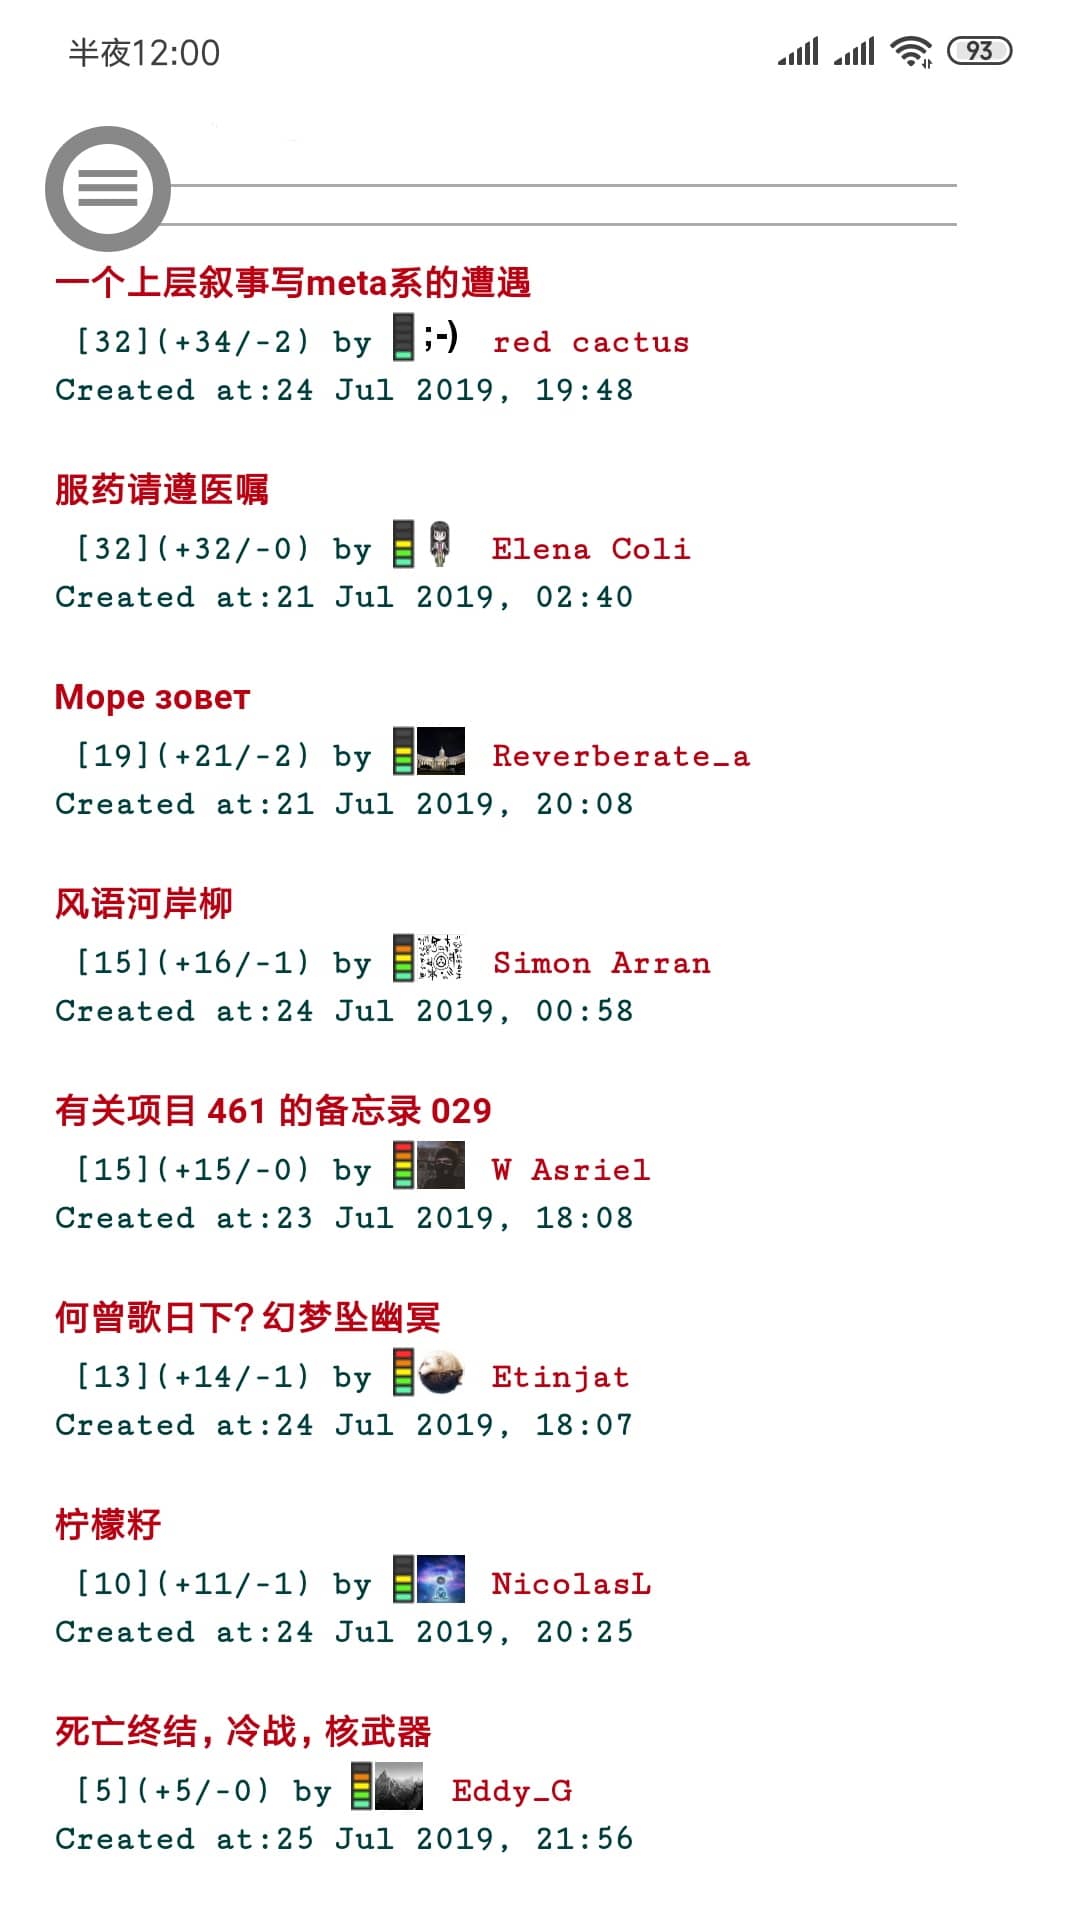 半夜12:00
93
一个上层叙事写meta系的遭遇
[32](+34/-2) by ;-) red cactus
Created at:24 Jul 2019, 19:48
服药请遵医嘱
[32](+32/-0) by Elena Coli
Created at:21 Jul 2019, 02:40
Море зовет
[19](+21/-2) by Reverberate_a
Created at:21 Jul 2019, 20:08
风语河岸柳
[15](+16/-1) by Simon Arran
Created at:24 Jul 2019, 00:58
有关项目 461 的备忘录 029
[15](+15/-0) by W Asriel
Created at:23 Jul 2019, 18:08
何曾歌日下？幻梦坠幽冥
[13](+14/-1) by Etinjat
Created at:24 Jul 2019, 18:07
柠檬籽
[10](+11/-1) by NicolasL
Created at:24 Jul 2019, 20:25
死亡终结，冷战，核武器
[5](+5/-0) by Eddy_G
Created at:25 Jul 2019, 21:56